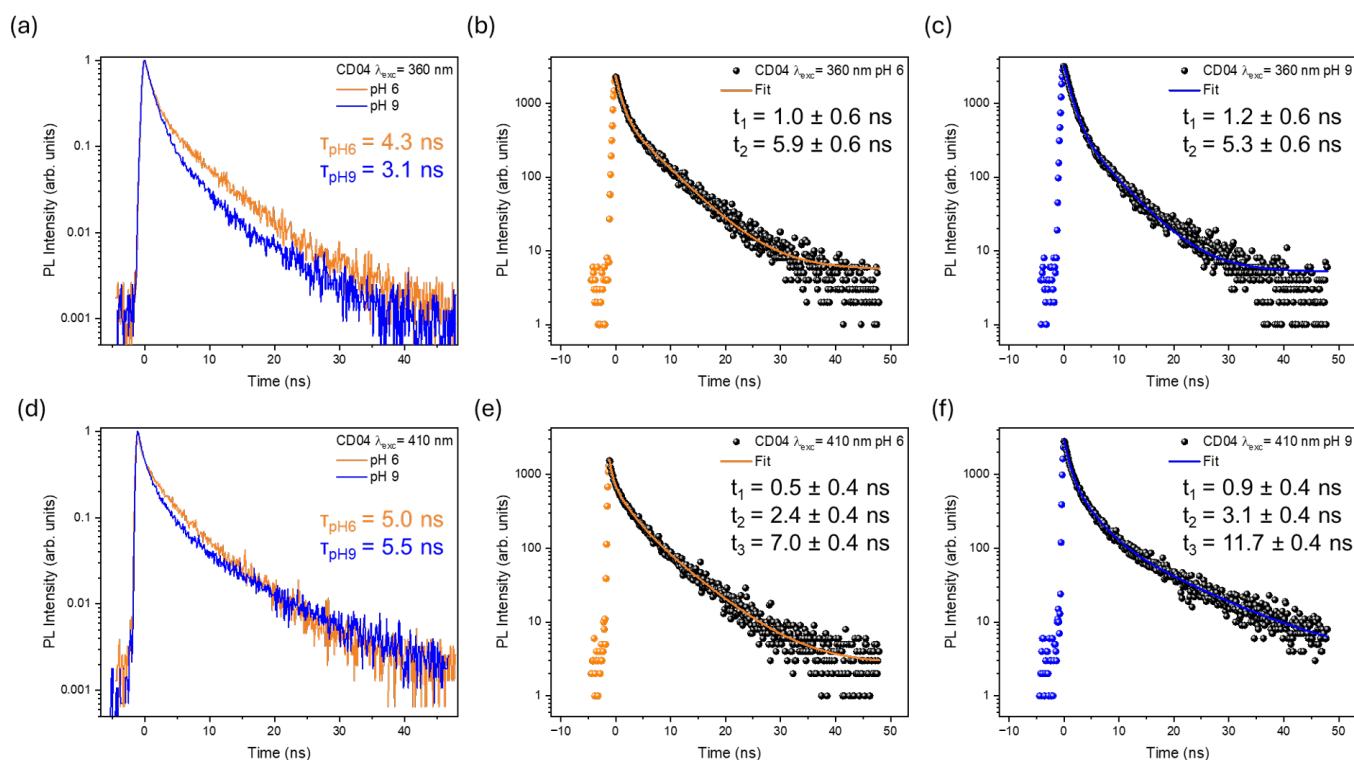 (a)
CD04 λexc= 360 nm
pH 6
pH 9
τpH6 = 4.3 ns
τpH9 = 3.1 ns
1
0.1
0.01
0.001
PL Intensity (arb. units)
0 10 20 30 40
Time (ns)
(b)
CD04 λexc= 360 nm pH 6
Fit
t1 = 1.0 ± 0.6 ns
t2 = 5.9 ± 0.6 ns
1000
100
10
1
PL Intensity (arb. units)
−10 0 10 20 30 40 50
Time (ns)
(c)
CD04 λexc= 360 nm pH 9
Fit
t1 = 1.2 ± 0.6 ns
t2 = 5.3 ± 0.6 ns
1000
100
10
1
PL Intensity (arb. units)
−10 0 10 20 30 40 50
Time (ns)
(d)
CD04 λexc= 410 nm
pH 6
pH 9
τpH6 = 5.0 ns
τpH9 = 5.5 ns
1
0.1
0.01
0.001
PL Intensity (arb. units)
0 10 20 30 40
Time (ns)
(e)
CD04 λexc= 410 nm pH 6
Fit
t1 = 0.5 ± 0.4 ns
t2 = 2.4 ± 0.4 ns
t3 = 7.0 ± 0.4 ns
1000
100
10
1
PL Intensity (arb. units)
−10 0 10 20 30 40 50
Time (ns)
(f)
CD04 λexc= 410 nm pH 9
Fit
t1 = 0.9 ± 0.4 ns
t2 = 3.1 ± 0.4 ns
t3 = 11.7 ± 0.4 ns
1000
100
10
1
PL Intensity (arb. units)
−10 0 10 20 30 40 50
Time (ns)